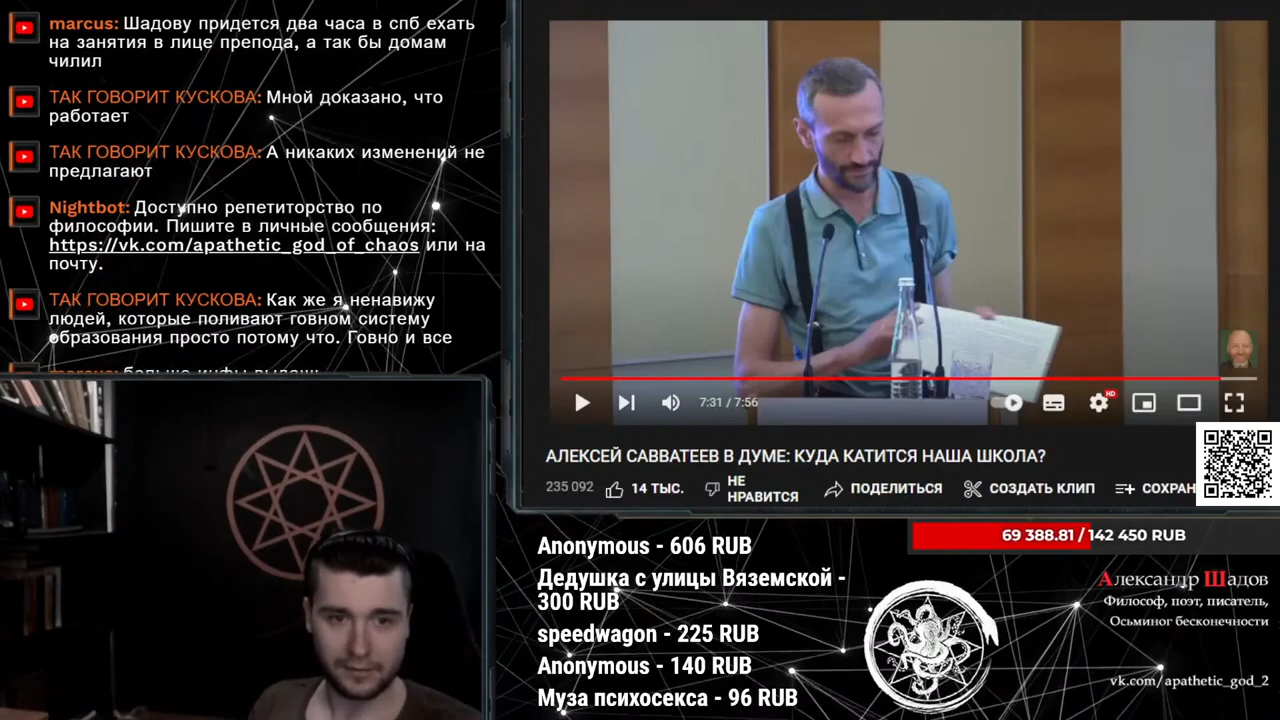 marcus: Шадову придется два часа в спб ехать
на занятия в лице препода, а так бы домам
чилил
ТАК ГОВОРИТ КУСКОВА: Мной доказано, что
работает
ТАК ГОВОРИТ КУСКОВА: А никаких изменений не
предлагают
Nightbot: Доступно репетиторство по
философии. Пишите в личные сообщения:
https://vk.com/apathetic_god_of_chaos или на
почту.
ТАК ГОВОРИТ КУСКОВА: Как же я ненавижу
людей, которые поливают говном систему
образования просто потому что. Говно и все
7:31 / 7:56
HD
АЛЕКСЕЙ САВВАТЕЕВ В ДУМЕ: КУДА КАТИТСЯ НАША ШКОЛА?
235 092 14 ТЫС. НЕ НРАВИТСЯ ПОДЕЛИТЬСЯ СОЗДАТЬ КЛИП СОХРАН
69 388.81 / 142 450 RUB
Anonymous - 606 RUB
Дедушка с улицы Вяземской -
300 RUB
speedwagon - 225 RUB
Anonymous - 140 RUB
Муза психосекса - 96 RUB
Александр Шадов
Философ, поэт, писатель,
Осьминог бесконечности
vk.com/apathetic_god_2